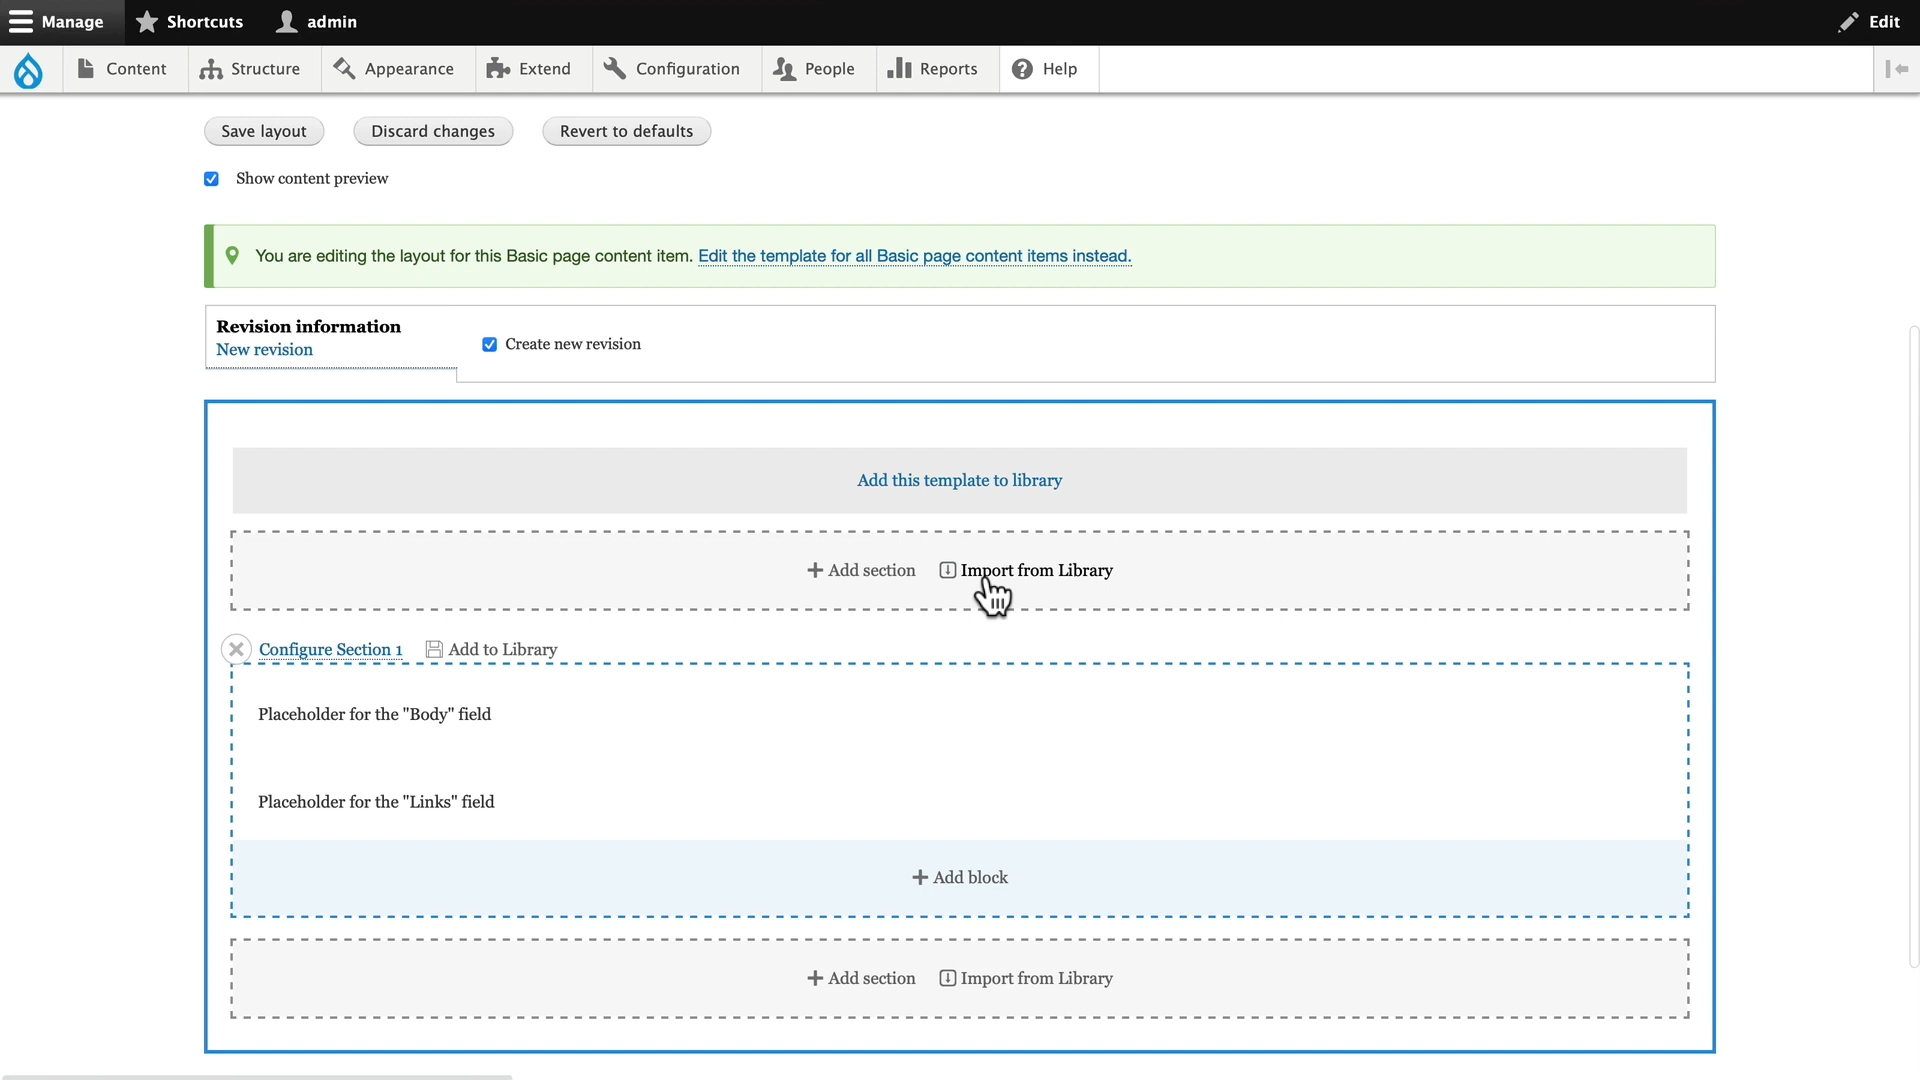 Manage Shortcuts admin Edit
Content Structure Appearance Extend Configuration People Reports Help
Save layout Discard changes Revert to defaults
Show content preview
You are editing the layout for this Basic page content item. Edit the template for all Basic page content items instead.
Revision information
New revision
Create new revision
Add this template to library
Add section Import from Library
Configure Section 1 Add to Library
Placeholder for the "Body" field
Placeholder for the "Links" field
Add block
Add section Import from Library